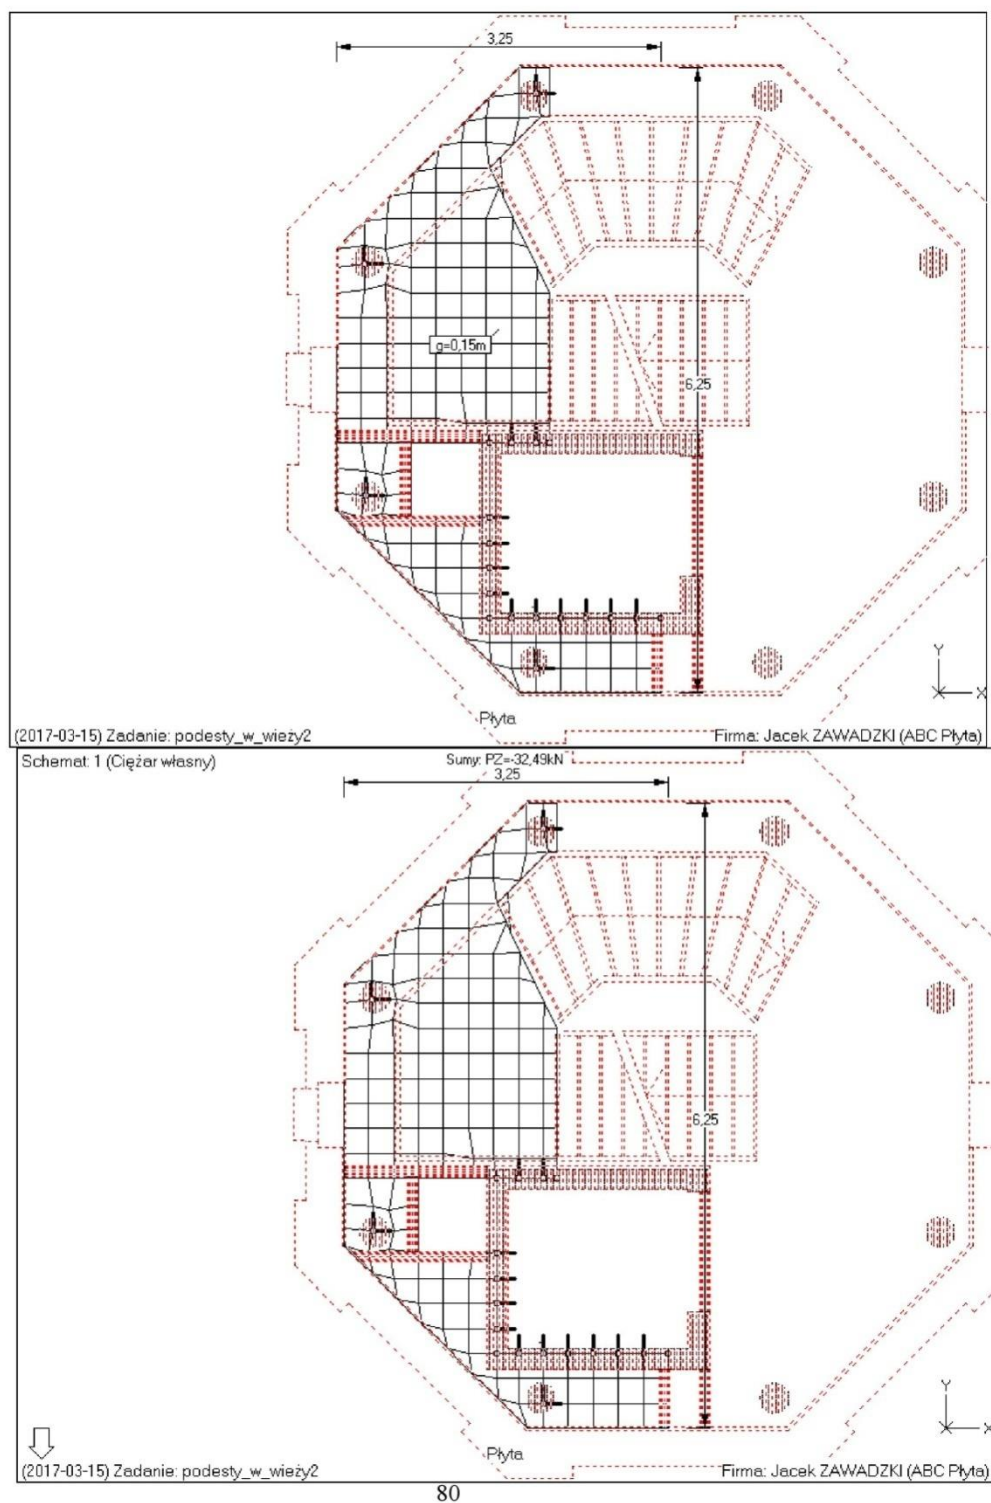 3,25
g=0,15m
6,25
Y
X
Płyta
(2017-03-15) Zadanie: podesty_w_wieży2
Firma: Jacek ZAWADZKI (ABC Płyta)
Schemat: 1 (Ciężar własny)
Sumy: PZ=-32,49kN
3,25
6,25
Y
X
Płyta
(2017-03-15) Zadanie: podesty_w_wieży2
Firma: Jacek ZAWADZKI (ABC Płyta)
80